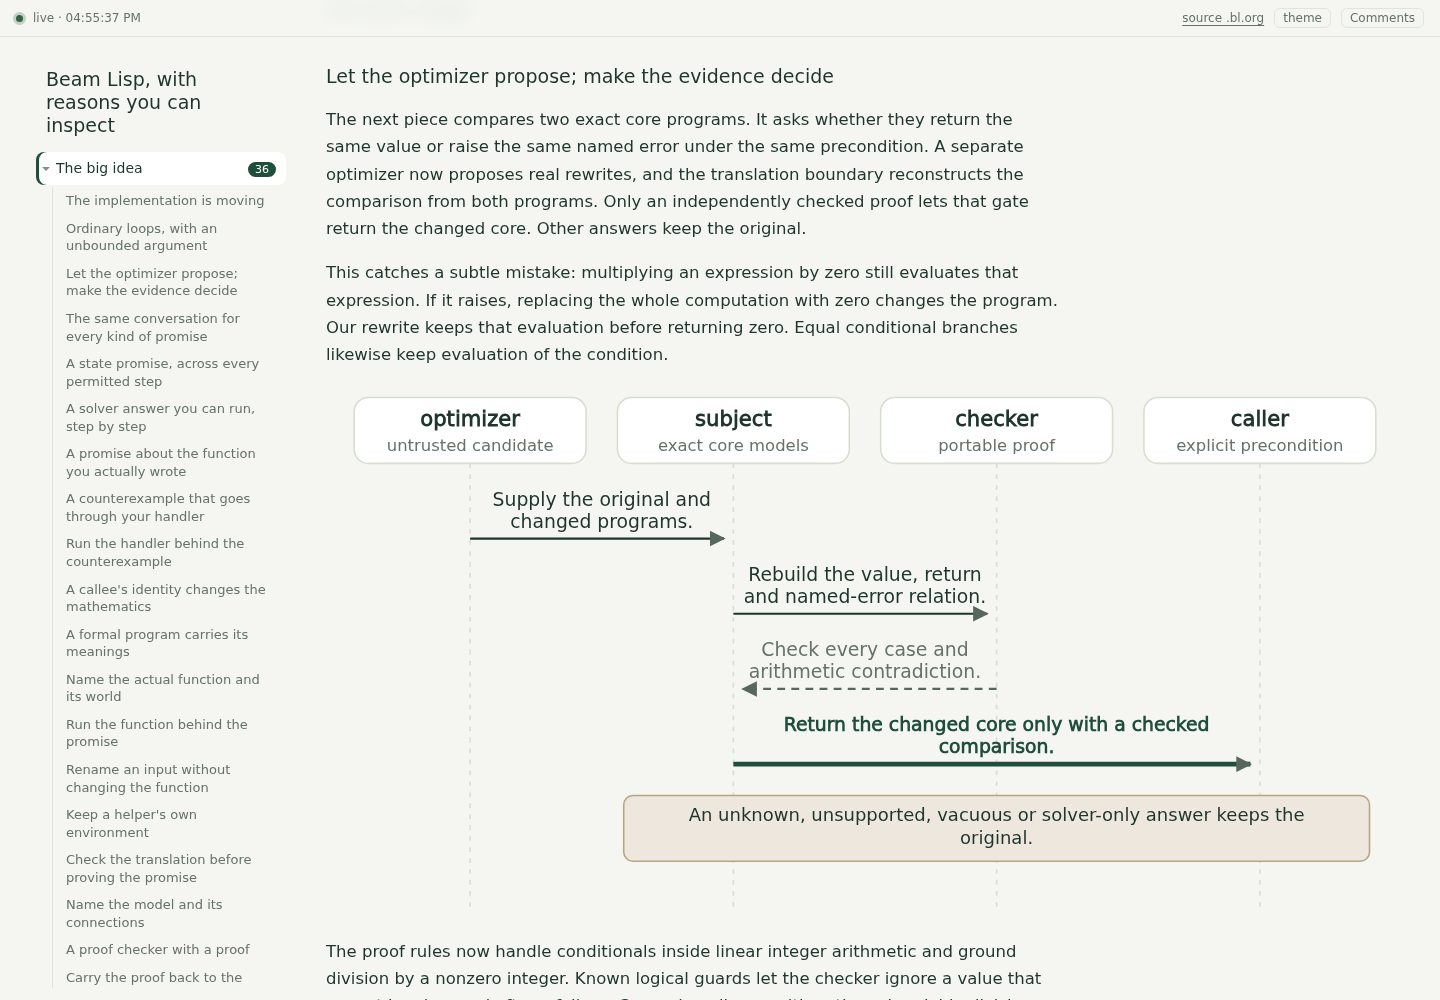 live · 04:55:37 PM
source .bl.org
theme
Comments
Beam Lisp, with
reasons you can
inspect
The big idea
36
The implementation is moving
Ordinary loops, with an
unbounded argument
Let the optimizer propose;
make the evidence decide
The same conversation for
every kind of promise
A state promise, across every
permitted step
A solver answer you can run,
step by step
A promise about the function
you actually wrote
A counterexample that goes
through your handler
Run the handler behind the
counterexample
A callee's identity changes the
mathematics
A formal program carries its
meanings
Name the actual function and
its world
Run the function behind the
promise
Rename an input without
changing the function
Keep a helper's own
environment
Check the translation before
proving the promise
Name the model and its
connections
A proof checker with a proof
Carry the proof back to the
Let the optimizer propose; make the evidence decide
The next piece compares two exact core programs. It asks whether they return the
same value or raise the same named error under the same precondition. A separate
optimizer now proposes real rewrites, and the translation boundary reconstructs the
comparison from both programs. Only an independently checked proof lets that gate
return the changed core. Other answers keep the original.
This catches a subtle mistake: multiplying an expression by zero still evaluates that
expression. If it raises, replacing the whole computation with zero changes the program.
Our rewrite keeps that evaluation before returning zero. Equal conditional branches
likewise keep evaluation of the condition.
optimizer
untrusted candidate
subject
exact core models
checker
portable proof
caller
explicit precondition
Supply the original and
changed programs.
Rebuild the value, return
and named-error relation.
Check every case and
arithmetic contradiction.
Return the changed core only with a checked
comparison.
An unknown, unsupported, vacuous or solver-only answer keeps the
original.
The proof rules now handle conditionals inside linear integer arithmetic and ground
division by a nonzero integer. Known logical guards let the checker ignore a value that